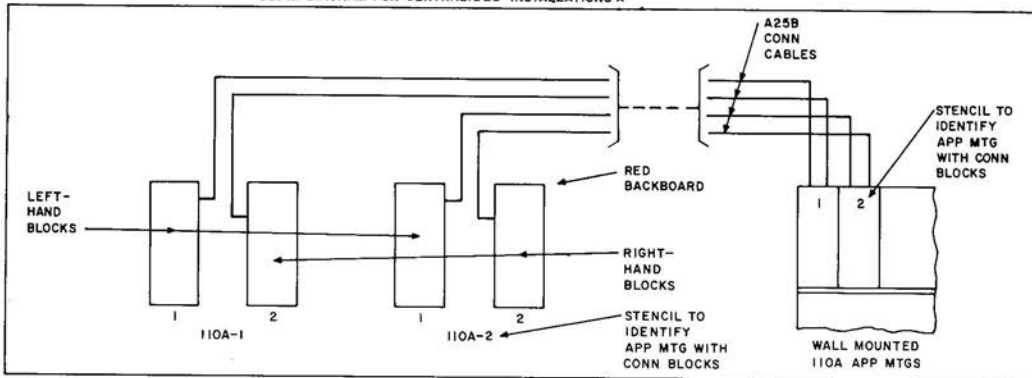 INSTALLATIONS
A25B
CONN
CABLES
STENCIL TO
IDENTIFY
APP MTG
WITH CONN
BLOCKS
RED
BACKBOARD
LEFT-
HAND
BLOCKS
1 2
RIGHT-
HAND
BLOCKS
1 2 1 2
110A-1 110A-2
STENCIL TO
IDENTIFY
APP MTG WITH
CONN BLOCKS
WALL MOUNTED
110A APP MTGS